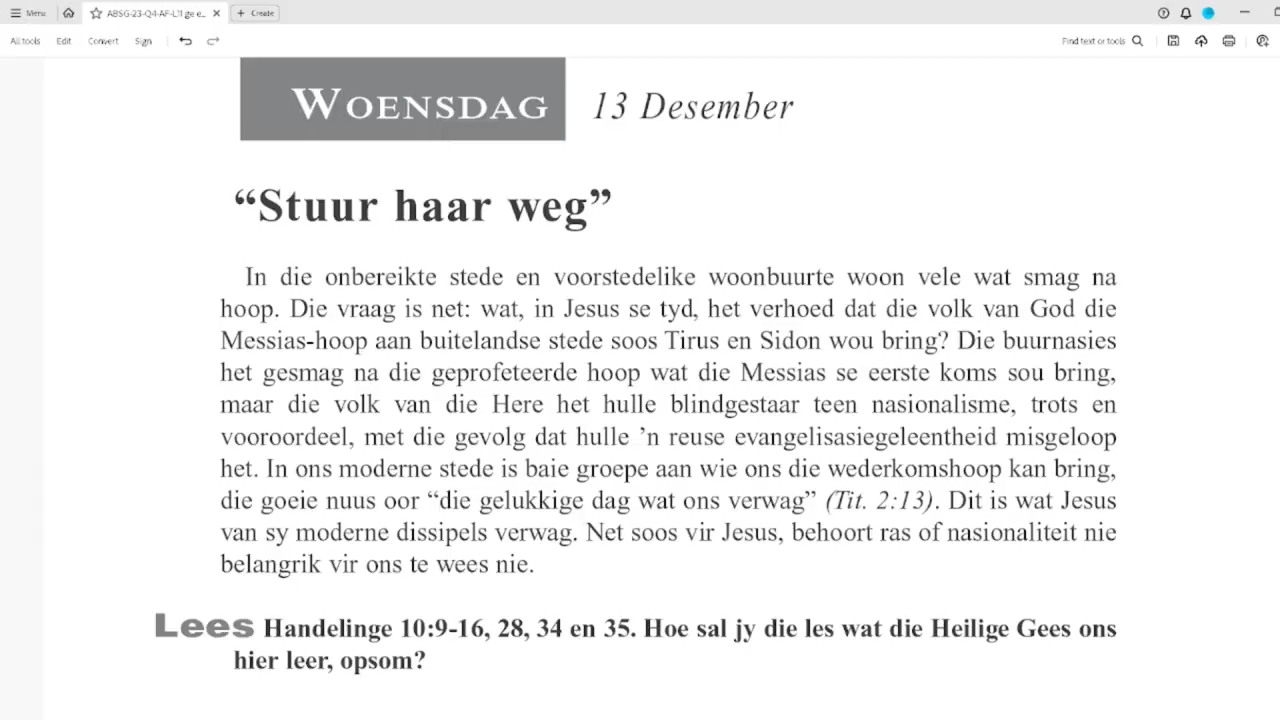 Menu
ABSG-23-Q4-AF-L11 ge e...
Create
All tools Edit Convert Sign
Find text or tools
WOENSDAG 13 Desember
“Stuur haar weg”
In die onbereikte stede en voorstedelike woonbuurte woon vele wat smag na
hoop. Die vraag is net: wat, in Jesus se tyd, het verhoed dat die volk van God die
Messias-hoop aan buitelandse stede soos Tirus en Sidon wou bring? Die buurnasies
het gesmag na die geprofeteerde hoop wat die Messias se eerste koms sou bring,
maar die volk van die Here het hulle blindgestaar teen nasionalisme, trots en
vooroordeel, met die gevolg dat hulle ’n reuse evangelisasiegeleentheid misgeloop
het. In ons moderne stede is baie groepe aan wie ons die wederkomshoop kan bring,
die goeie nuus oor “die gelukkige dag wat ons verwag” (Tit. 2:13). Dit is wat Jesus
van sy moderne dissipels verwag. Net soos vir Jesus, behoort ras of nasionaliteit nie
belangrik vir ons te wees nie.
Lees Handelinge 10:9-16, 28, 34 en 35. Hoe sal jy die les wat die Heilige Gees ons
hier leer, opsom?